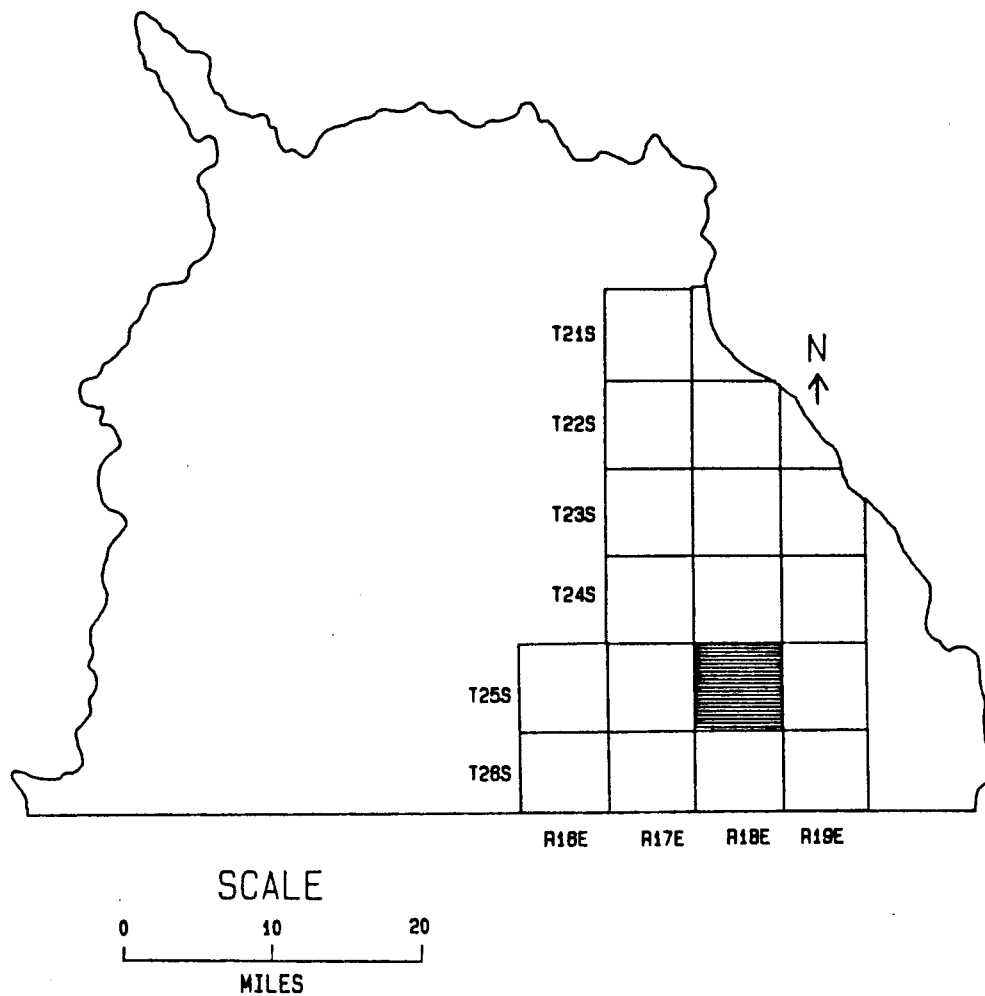 N
T21S
T22S
T23S
T24S
T25S
T26S
R16E R17E R18E R19E
SCALE
0 10 20
MILES